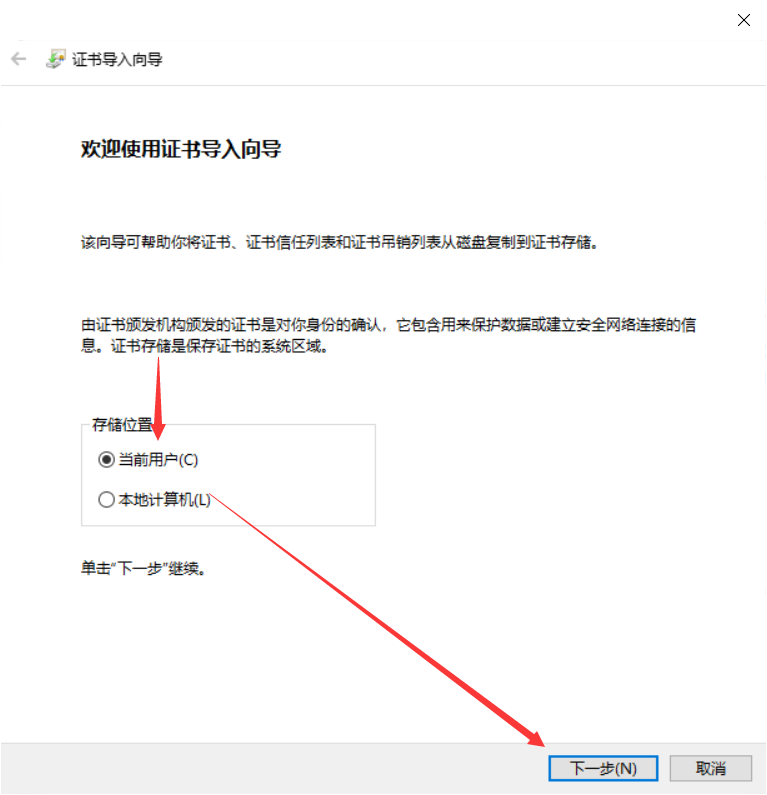 证书导入向导
欢迎使用证书导入向导
该向导可帮助你将证书、证书信任列表和证书吊销列表从磁盘复制到证书存储。
由证书颁发机构颁发的证书是对你身份的确认，它包含用来保护数据或建立安全网络连接的信
息。证书存储是保存证书的系统区域。
存储位置
当前用户(C)
本地计算机(L)
单击“下一步”继续。
下一步(N)
取消